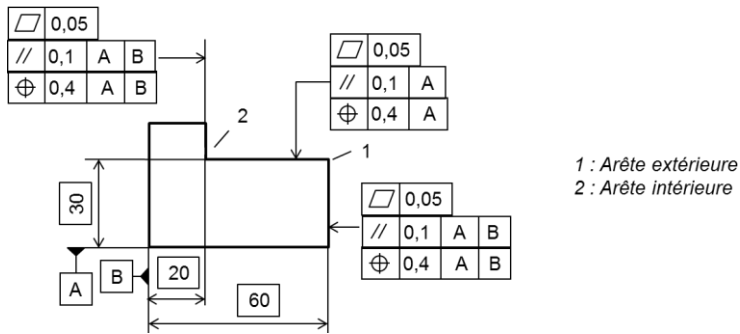 ⏥ 0,05
// 0,1 A B
⌖ 0,4 A B
⏥ 0,05
// 0,1 A
⌖ 0,4 A
2
1
1 : Arête extérieure
2 : Arête intérieure
30
⏥ 0,05
// 0,1 A B
⌖ 0,4 A B
A
B
20
60